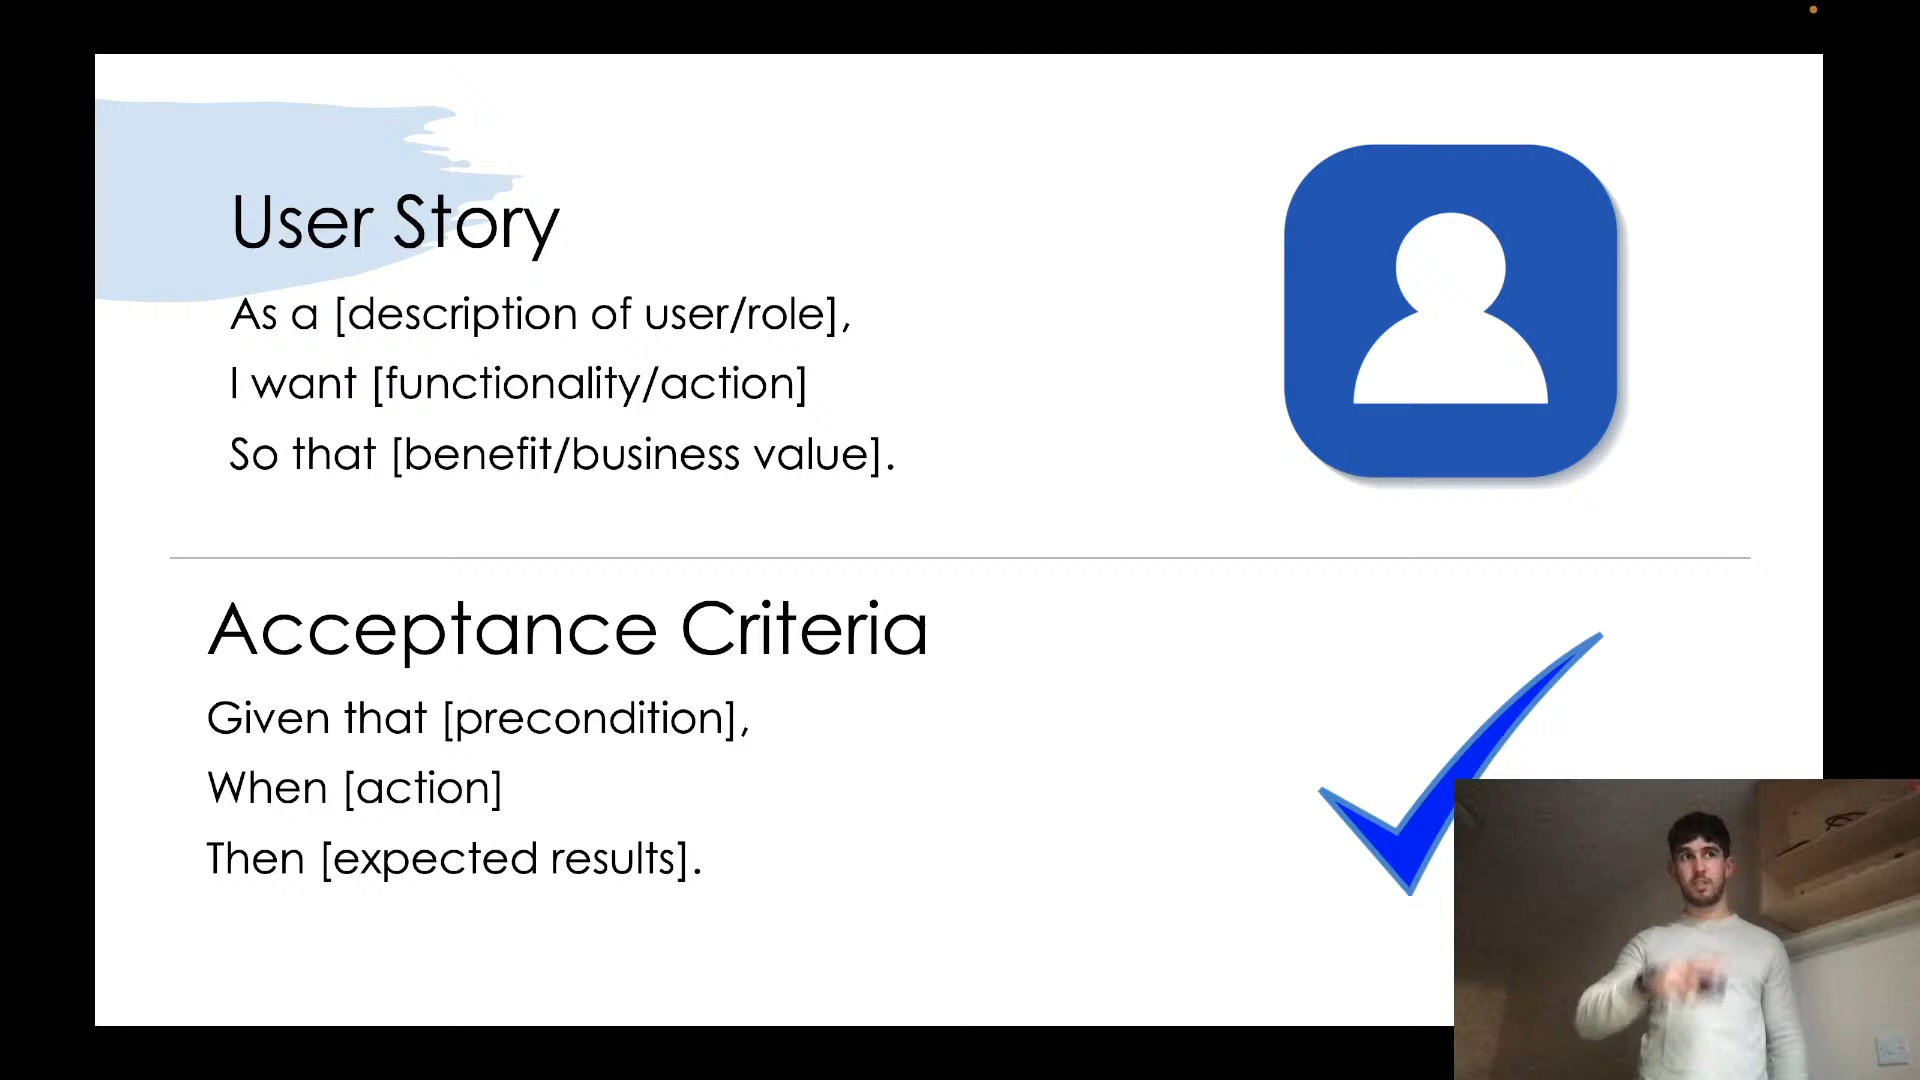 User Story
As a [description of user/role],
I want [functionality/action]
So that [benefit/business value].
Acceptance Criteria
Given that [precondition],
When [action]
Then [expected results].